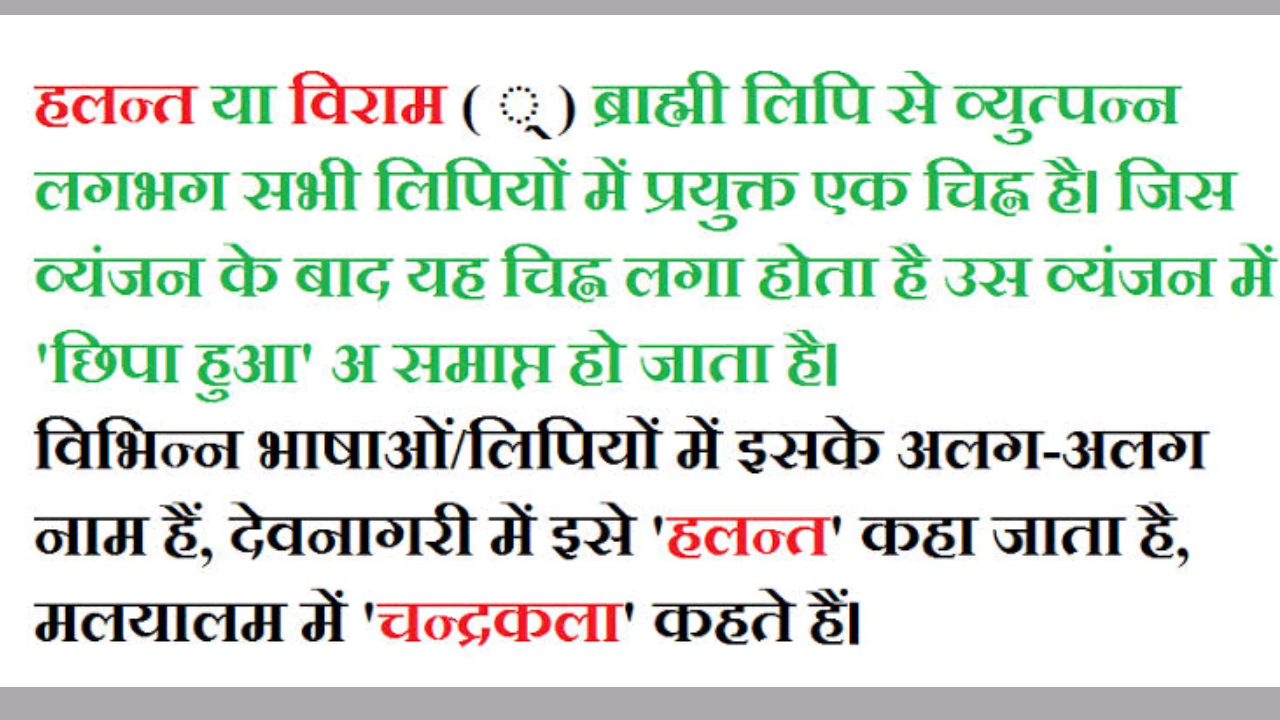 हलन्त या विराम ( ्) ब्राह्मी लिपि से व्युत्पन्न
लगभग सभी लिपियों में प्रयुक्त एक चिह्न है। जिस
व्यंजन के बाद यह चिह्न लगा होता है उस व्यंजन में
'छिपा हुआ' अ समाप्त हो जाता है।
विभिन्न भाषाओं/लिपियों में इसके अलग-अलग
नाम हैं, देवनागरी में इसे 'हलन्त' कहा जाता है,
मलयालम में 'चन्द्रकला' कहते हैं।